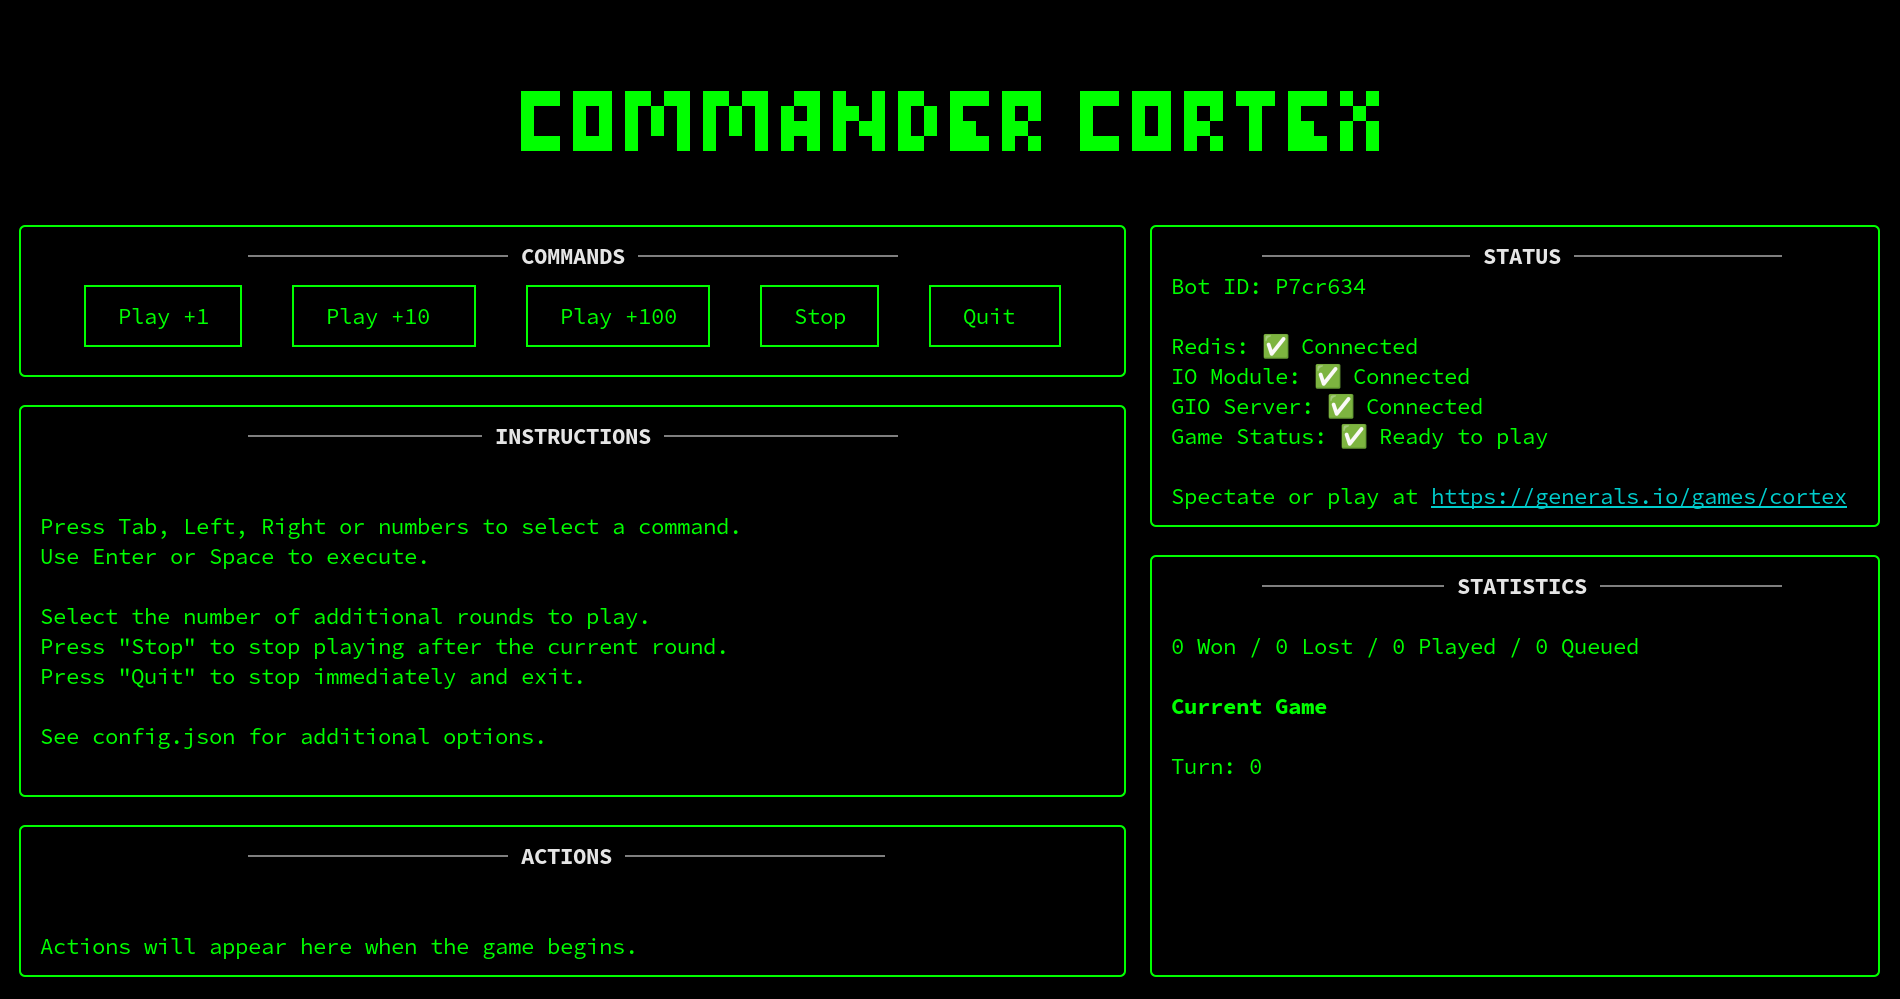 COMMANDER CORTEX
COMMANDS
Play +1
Play +10
Play +100
Stop
Quit
INSTRUCTIONS
Press Tab, Left, Right or numbers to select a command.
Use Enter or Space to execute.
Select the number of additional rounds to play.
Press "Stop" to stop playing after the current round.
Press "Quit" to stop immediately and exit.
See config.json for additional options.
ACTIONS
Actions will appear here when the game begins.
STATUS
Bot ID: P7cr634
Redis: ✅ Connected
IO Module: ✅ Connected
GIO Server: ✅ Connected
Game Status: ✅ Ready to play
Spectate or play at https://generals.io/games/cortex
STATISTICS
0 Won / 0 Lost / 0 Played / 0 Queued
Current Game
Turn: 0